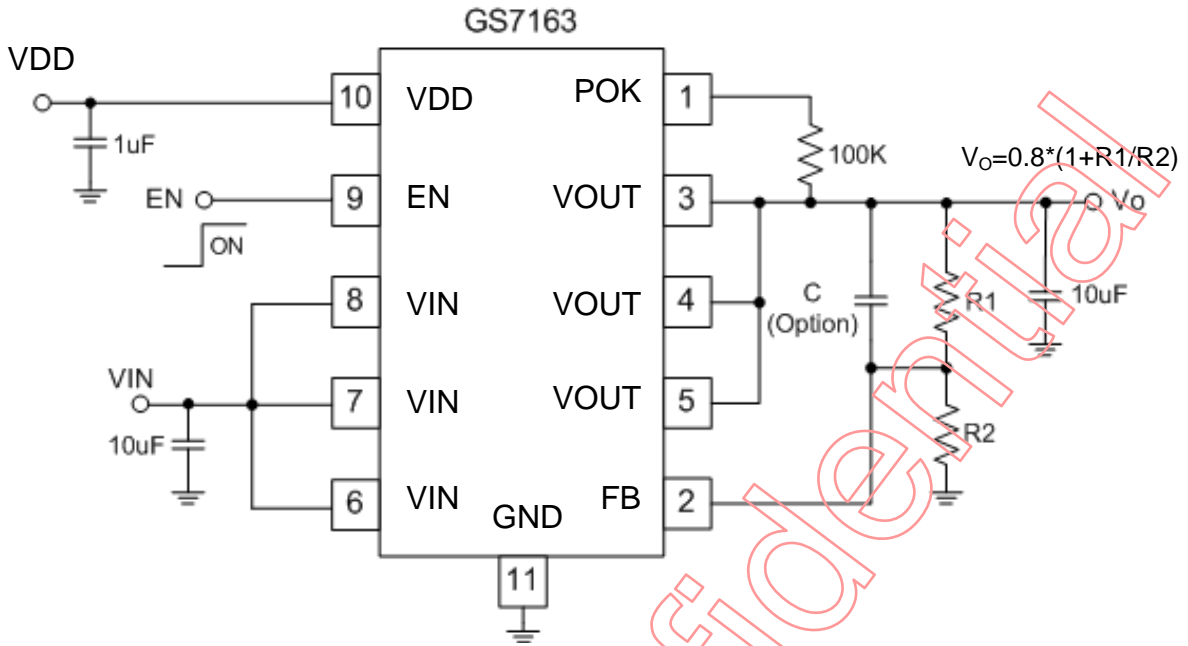 GS7163
VDD
10
VDD
POK
1
1uF
100K
VO=0.8*(1+R1/R2)
EN
9
EN
VOUT
3
Vo
ON
8
VIN
VOUT
4
C
(Option)
R1
10uF
VIN
7
VIN
VOUT
5
10uF
R2
6
VIN
FB
2
GND
11
fidential